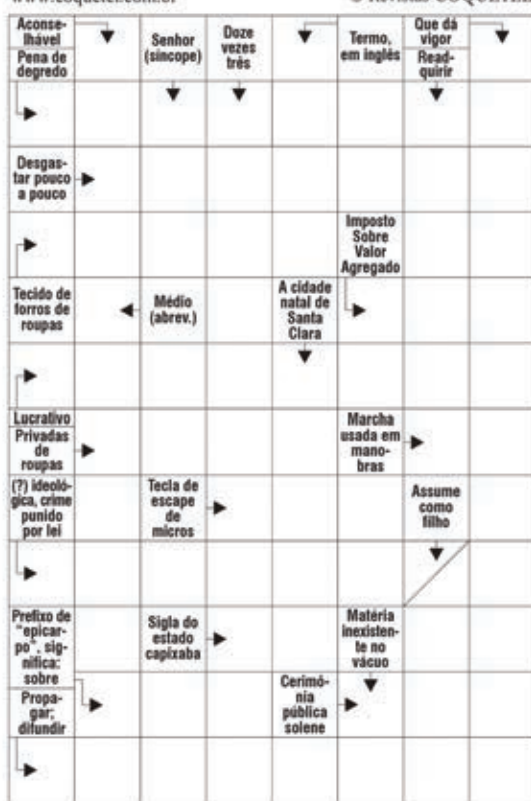 www.coquetel.com.br
Aconse-
lhável
Pena de
degredo
Senhor
(síncope)
Doze
vezes
três
Termo,
em inglês
Que dá
vigor
Read-
quirir
Desgas-
tar pouco
a pouco
Imposto
Sobre
Valor
Agregado
Tecido de
forros de
roupas
Médio
(abrev.)
A cidade
natal de
Santa
Clara
Lucrativo
Privadas
de
roupas
Marcha
usada em
mano-
bras
(?) ideoló-
gica, crime
punido
por lei
Tecla de
escape
de
micros
Assume
como
filho
Prefixo de
"epicar-
po", sig-
nifica:
sobre
Propa-
gar;
difundir
Sigla do
estado
capixaba
Matéria
inexisten-
te no
vácuo
Cerimô-
nia
pública
solene